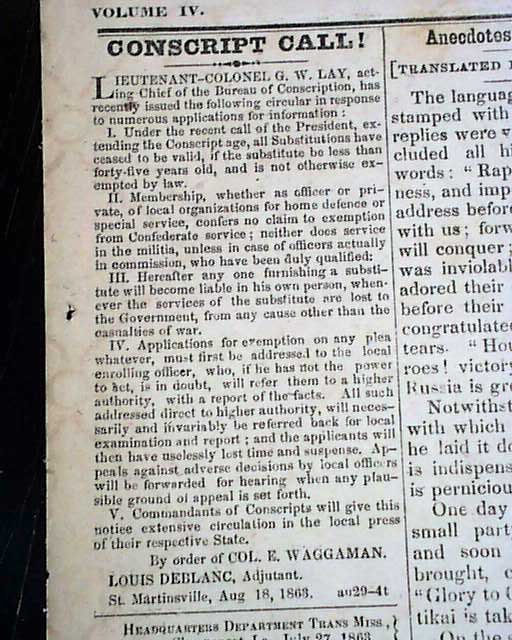 VOLUME IV.
CONSCRIPT CALL!
LIEUTENANT-COLONEL G. W. LAY, act-
ing Chief of the Bureau of Conscription, has
recently issued the following circular in response
to numerous applications for information :
I. Under the recent call of the President, ex-
tending the Conscript age, all Substitutions have
ceased to be valid, if the substitute be less than
forty-five years old, and is not otherwise ex-
empted by law.
II. Membership, whether as officer or pri-
vate, of local organizations for home defence or
special service, confers no claim to exemption
from Confederate service ; neither does service
in the militia, unless in case of officers actually
in commission, who have been duly qualified:
III. Hereafter any one furnishing a substi-
tute will become liable in his own person, when-
ever the services of the substitute are lost to
the Government, from any cause other than the
casualties of war.
IV. Applications for exemption on any plea
whatever, must first be addressed to the local
enrolling officer, who, if he has not the power
to act, is in doubt, will refer them to a higher
authority, with a report of the facts. All such
addressed direct to higher authority, will neces-
sarily and invariably be referred back for local
examination and report ; and the applicants will
then have uselessly lost time and suspense. Ap-
peals against adverse decisions by local officers
will be forwarded for hearing when any plau-
sible ground of appeal is set forth.
V. Commandants of Conscripts will give this
notice extensive circulation in the local press
of their respective State.
By order of COL. E. WAGGAMAN.
LOUIS DEBLANC, Adjutant.
St. Martinsville, Aug 18, 1863. au29-4t
HEADQUARTERS DEPARTMENT TRANS MISS.,
La., July 27, 1863
Anecdotes
[TRANSLATED
The languag
stamped with
replies were
cluded all hi
words : "Rap
ness, and imp
address before
with us ; forw
will conquer ;
was inviolabl
adored their
before their
congratulated
tears. "Hou
roes ! victory
Russia is gre
Notwithst
with which
he laid it do
is indispens
is perniciou
One day
small party
and soon
brought, c
"Glory to G
tikai 's tak
On the